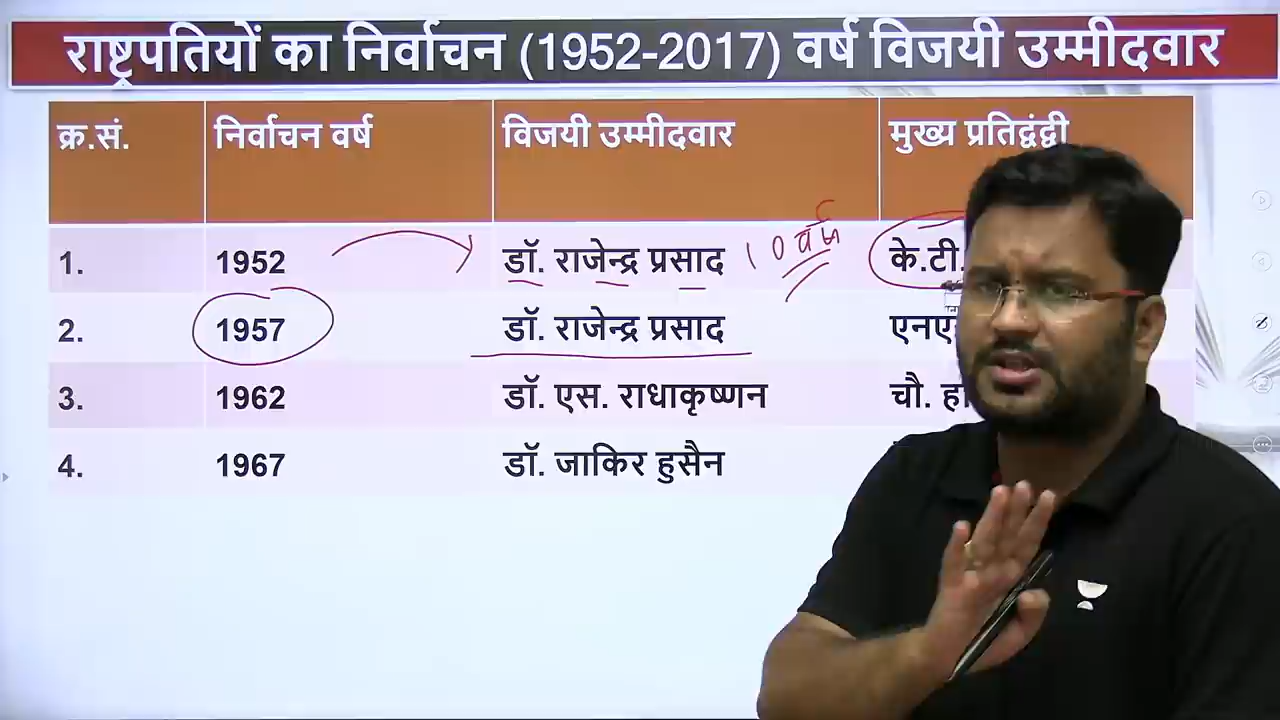 राष्ट्रपतियों का निर्वाचन (1952-2017) वर्ष विजयी उम्मीदवार
क्र.सं. निर्वाचन वर्ष विजयी उम्मीदवार मुख्य प्रतिद्वंद्वी
1. 1952 डॉ. राजेन्द्र प्रसाद 10 वर्ष के.टी.
2. 1957 डॉ. राजेन्द्र प्रसाद
3. 1962 डॉ. एस. राधाकृष्णन चौ.
4. 1967 डॉ. जाकिर हुसैन